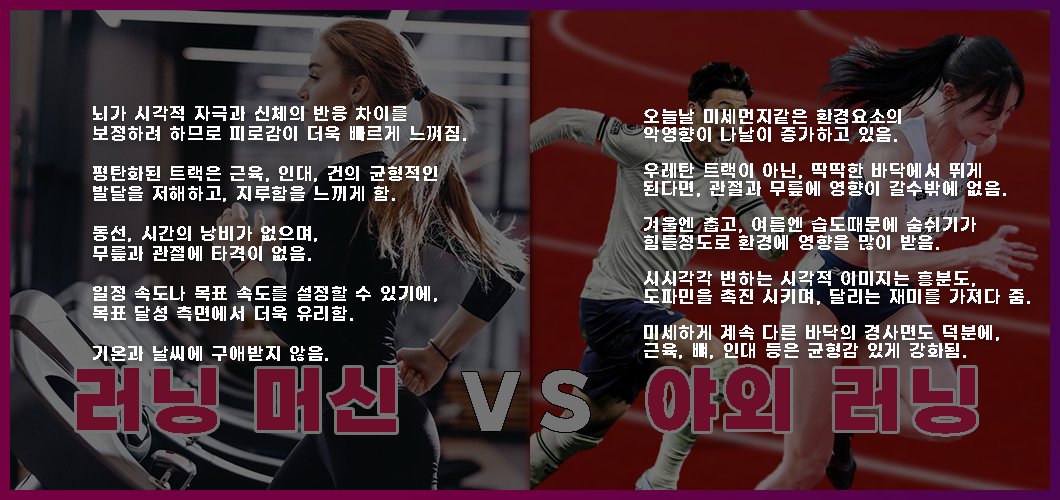 뇌가 시각적 자극과 신체의 반응 차이를
보정하려 하므로 피로감이 더욱 빠르게 느껴짐.
평탄화된 트랙은 근육, 인대, 건의 균형적인
발달을 저해하고, 지루함을 느끼게 함.
동선, 시간의 낭비가 없으며,
무릎과 관절에 타격이 없음.
일정 속도나 목표 속도를 설정할 수 있기에,
목표 달성 측면에서 더욱 유리함.
기온과 날씨에 구애받지 않음.
러닝 머신
VS
오늘날 미세먼지같은 환경요소의
악영향이 나날이 증가하고 있음.
우레탄 트랙이 아닌, 딱딱한 바닥에서 뛰게
된다면, 관절과 무릎에 영향이 갈수밖에 없음.
겨울엔 춥고, 여름엔 습도때문에 숨쉬기가
힘들정도로 환경에 영향을 많이 받음.
시시각각 변하는 시각적 이미지는 흥분도,
도파민을 촉진 시키며, 달리는 재미를 가져다 줌.
미세하게 계속 다른 바닥의 경사면도 덕분에,
근육, 뼈, 인대 등은 균형감 있게 강화됨.
야외 러닝